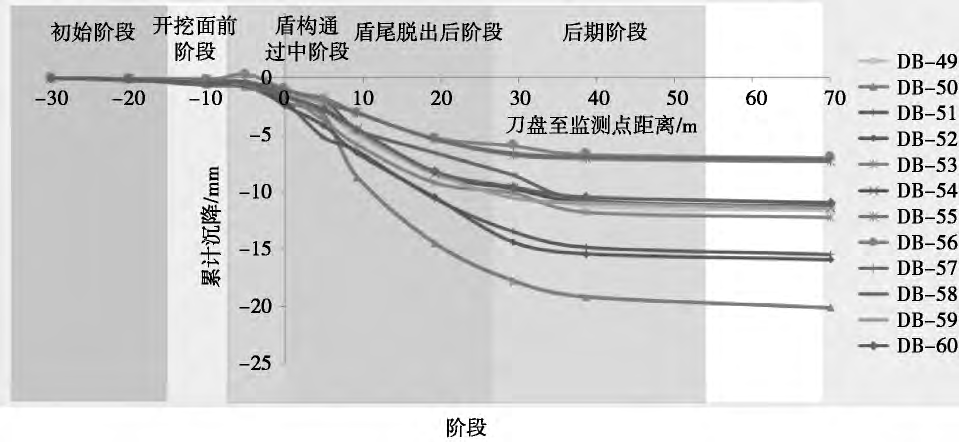 初始阶段
开挖面前
阶段
盾构通
过中阶段
盾尾脱出后阶段
后期阶段
0
−30
−20
−10
0
10
20
30
40
50
60
70
刀盘至监测点距离/m
−5
−10
−15
−20
−25
累计沉降/mm
DB−49
DB−50
DB−51
DB−52
DB−53
DB−54
DB−55
DB−56
DB−57
DB−58
DB−59
DB−60
阶段